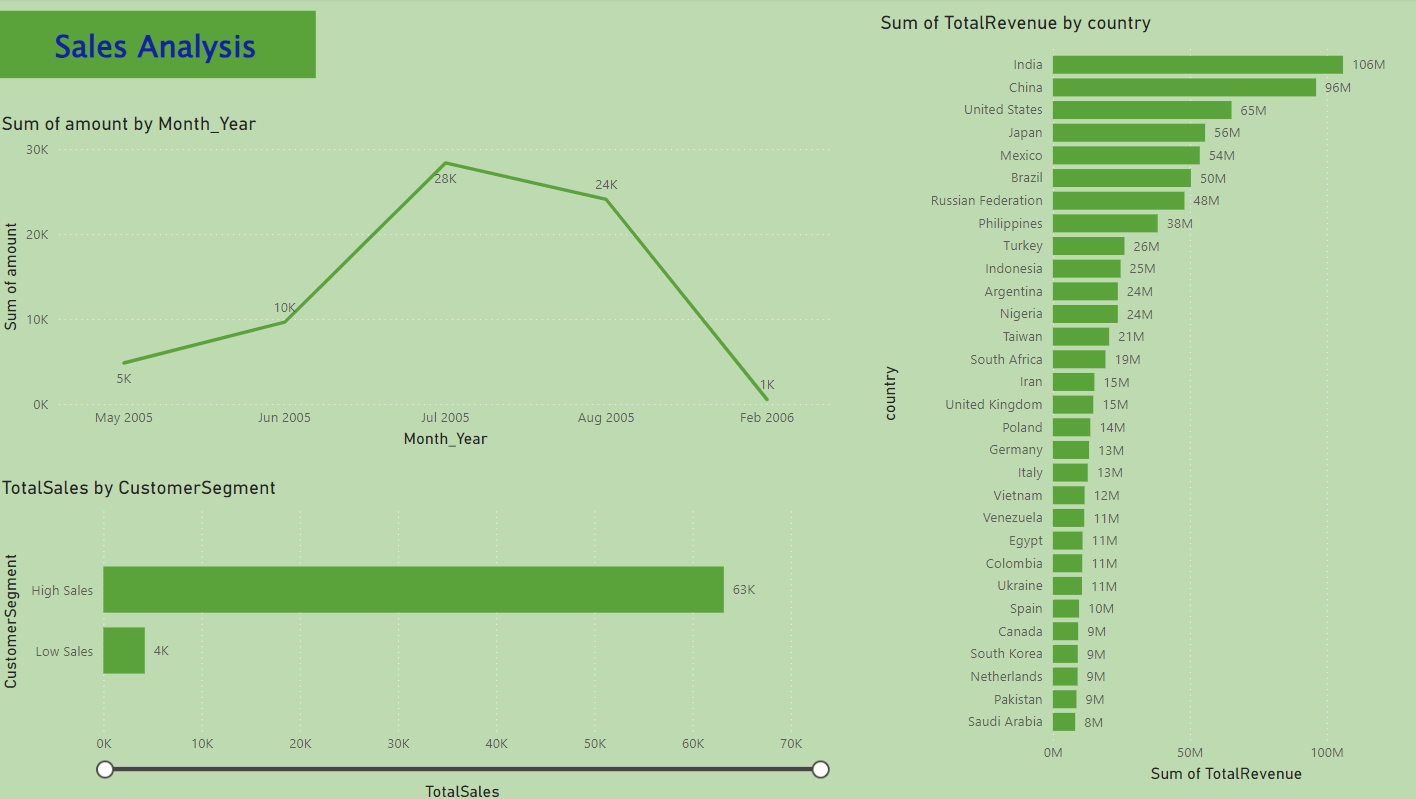 Sales Analysis
Sum of amount by Month_Year
Sum of amount
30K
20K
10K
0K
5K
10K
28K
24K
1K
May 2005
Jun 2005
Jul 2005
Aug 2005
Feb 2006
Month_Year
TotalSales by CustomerSegment
CustomerSegment
High Sales 63K
Low Sales 4K
0K 10K 20K 30K 40K 50K 60K 70K
TotalSales
Sum of TotalRevenue by country
country
India 106M
China 96M
United States 65M
Japan 56M
Mexico 54M
Brazil 50M
Russian Federation 48M
Philippines 38M
Turkey 26M
Indonesia 25M
Argentina 24M
Nigeria 24M
Taiwan 21M
South Africa 19M
Iran 15M
United Kingdom 15M
Poland 14M
Germany 13M
Italy 13M
Vietnam 12M
Venezuela 11M
Egypt 11M
Colombia 11M
Ukraine 11M
Spain 10M
Canada 9M
South Korea 9M
Netherlands 9M
Pakistan 9M
Saudi Arabia 8M
0M 50M 100M
Sum of TotalRevenue